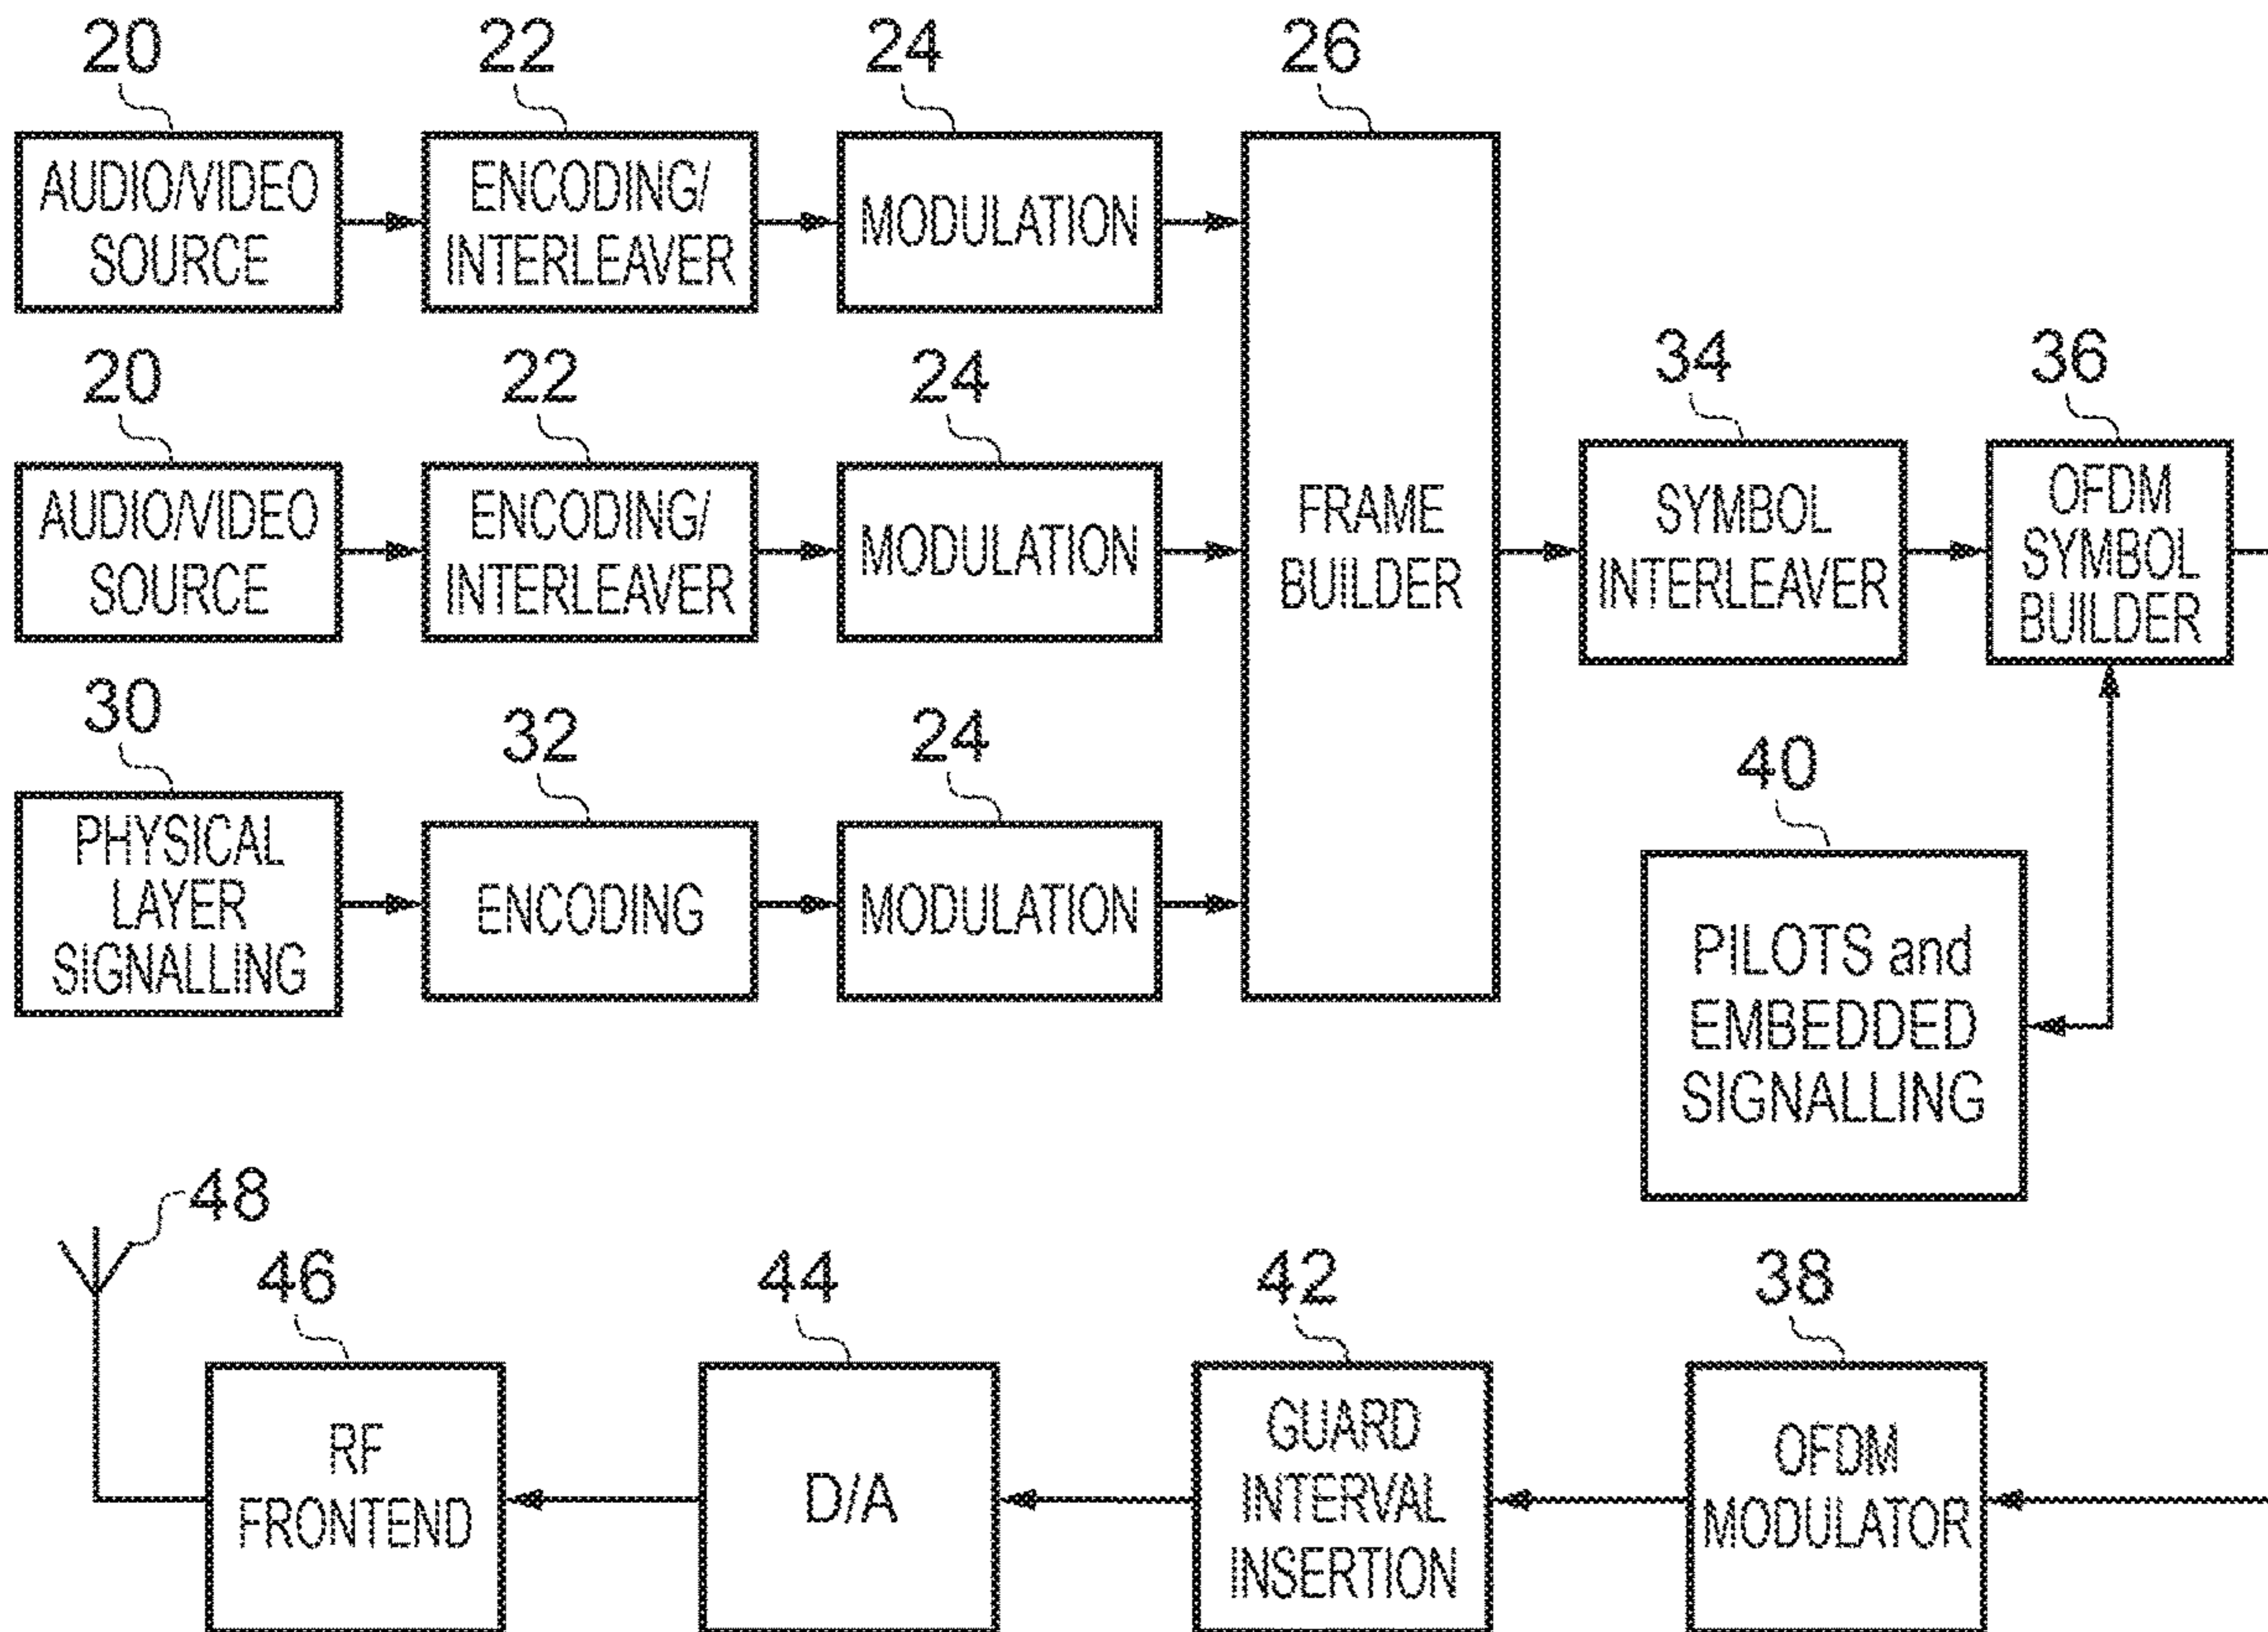 20
22
24
26
AUDIO/VIDEO
SOURCE
ENCODING/
INTERLEAVER
MODULATION
20
22
24
34
36
AUDIO/VIDEO
SOURCE
ENCODING/
INTERLEAVER
MODULATION
FRAME
BUILDER
SYMBOL
INTERLEAVER
OFDM
SYMBOL
BUILDER
30
32
24
40
PHYSICAL
LAYER
SIGNALLING
ENCODING
MODULATION
PILOTS and
EMBEDDED
SIGNALLING
48
46
44
42
38
RF
FRONTEND
D/A
GUARD
INTERVAL
INSERTION
OFDM
MODULATOR